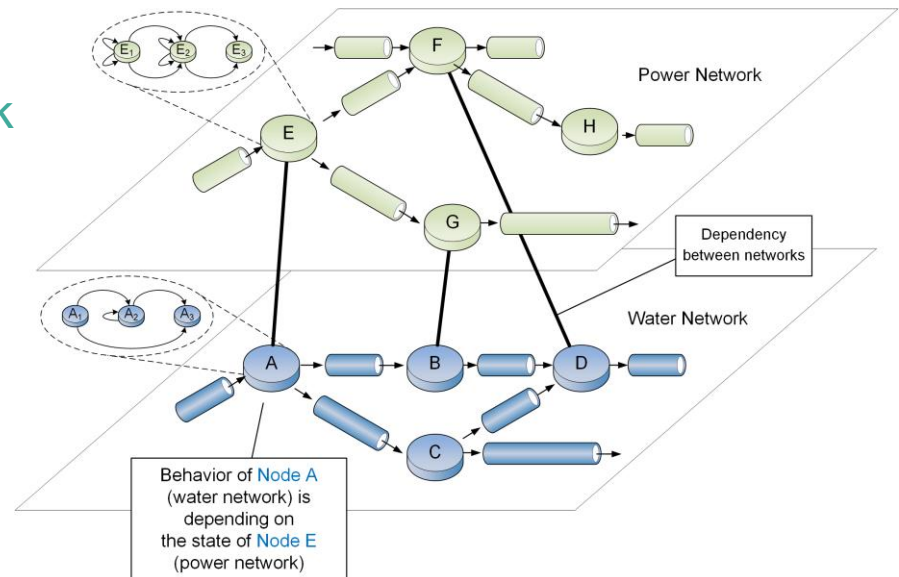 k
E₁ E₂ E₃
F
Power Network
H
E
G
Dependency
between networks
A₁ A₂ A₃
Water Network
A
B
D
C
Behavior of Node A
(water network) is
depending on
the state of Node E
(power network)